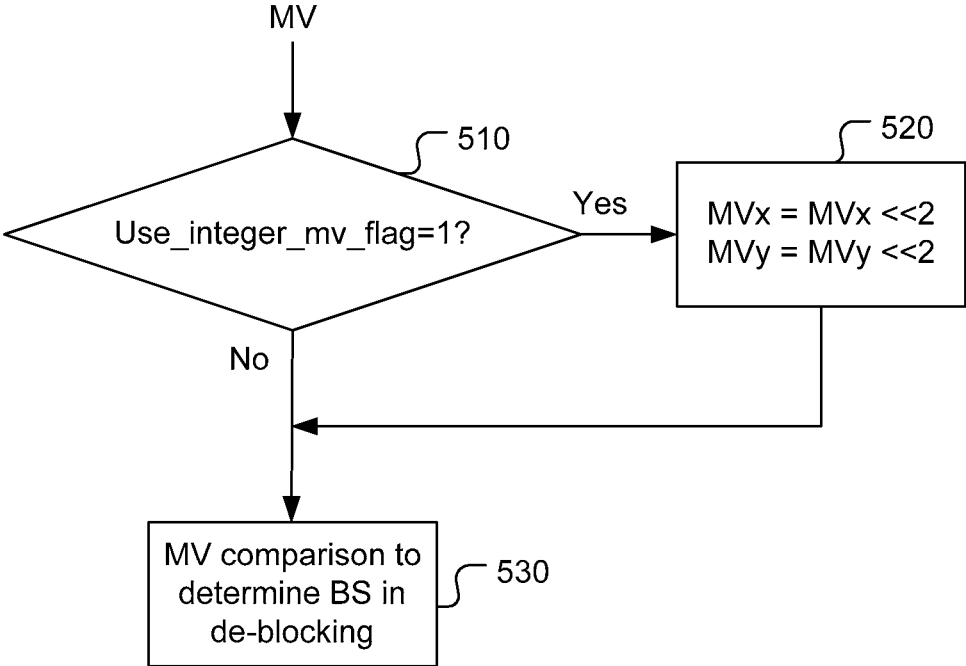 MV
510
Use_integer_mv_flag=1?
Yes
520
MVx = MVx <<2
MVy = MVy <<2
No
MV comparison to
determine BS in
de-blocking
530